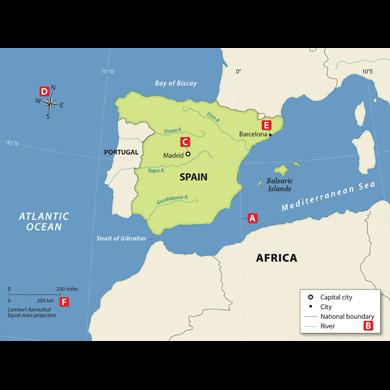 10°W
0°
10°E
Bay of Biscay
D
N
W E
S
Ebro R.
E
Douro R.
Barcelona
C
40°N
PORTUGAL
Madrid
Tagus R.
SPAIN
Balearic
Islands
Mediterranean Sea
Guadalquivir R.
ATLANTIC
OCEAN
A
Strait of Gibraltar
AFRICA
0 200 miles
0 200 km
F
Lambert Azimuthal
Equal-Area projection
Capital city
City
National boundary
River
B